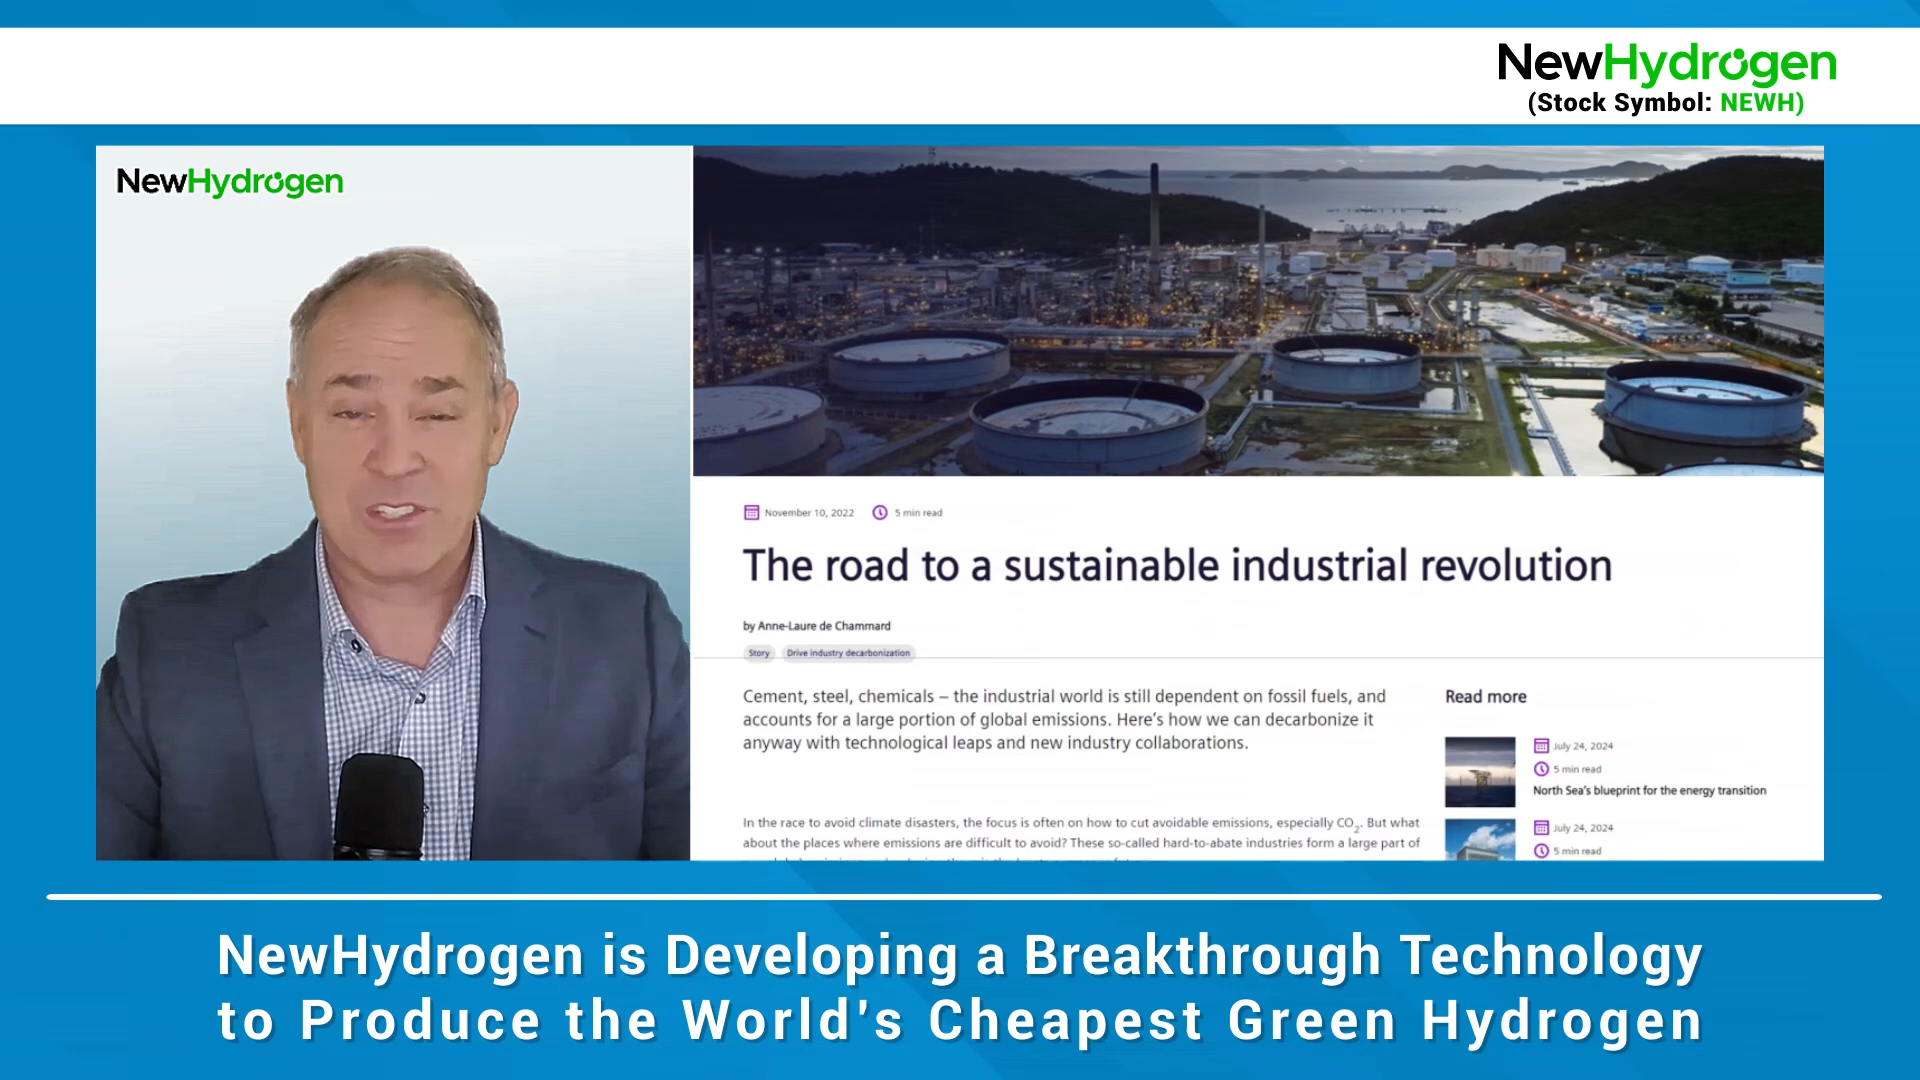 NewHydrogen
(Stock Symbol: NEWH)
NewHydrogen
November 10, 2022 5 min read
The road to a sustainable industrial revolution
by Anne-Laure de Chammard
Story Drive industry decarbonization
Cement, steel, chemicals – the industrial world is still dependent on fossil fuels, and
accounts for a large portion of global emissions. Here's how we can decarbonize it
anyway with technological leaps and new industry collaborations.
In the race to avoid climate disasters, the focus is often on how to cut avoidable emissions, especially CO2. But what
about the places where emissions are difficult to avoid? These so-called hard-to-abate industries form a large part of
Read more
July 24, 2024
5 min read
North Sea's blueprint for the energy transition
July 24, 2024
5 min read
NewHydrogen is Developing a Breakthrough Technology
to Produce the World's Cheapest Green Hydrogen